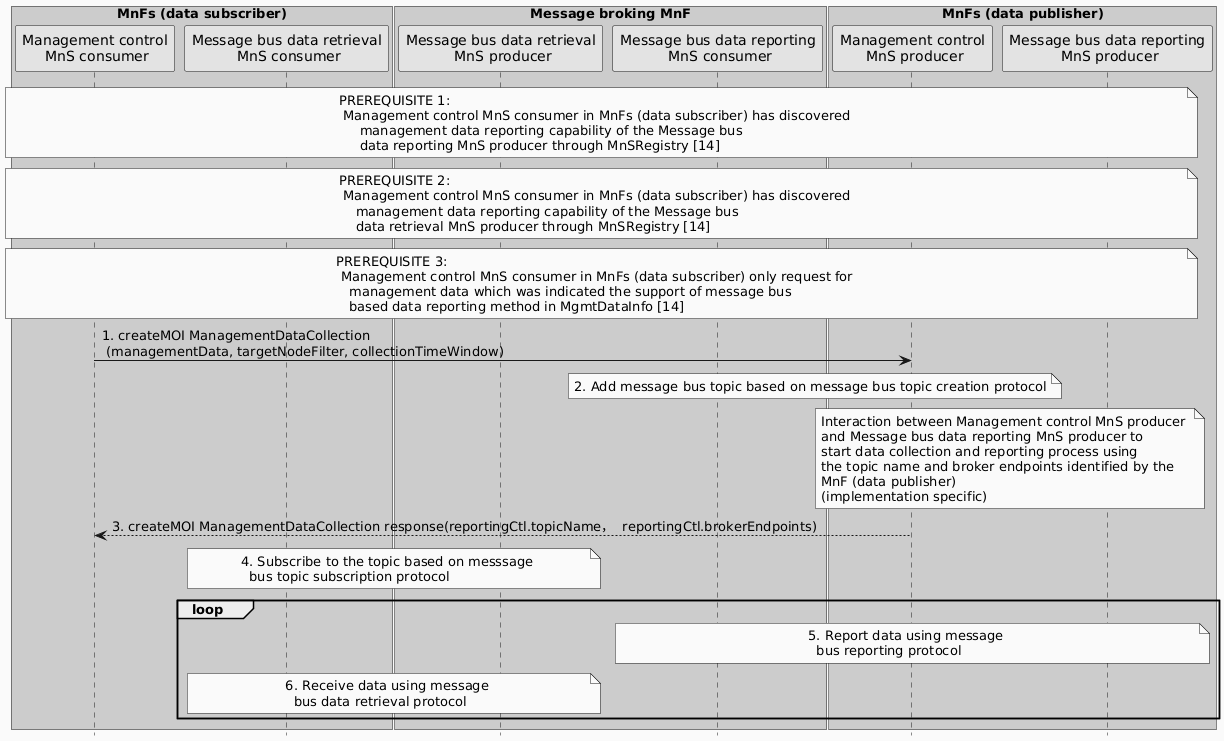 MnFs (data subscriber)
Message broking MnF
MnFs (data publisher)
Management control
MnS consumer
Message bus data retrieval
MnS consumer
Message bus data retrieval
MnS producer
Message bus data reporting
MnS consumer
Management control
MnS producer
Message bus data reporting
MnS producer
PREREQUISITE 1:
Management control MnS consumer in MnFs (data subscriber) has discovered
management data reporting capability of the Message bus
data reporting MnS producer through MnSRegistry [14]
PREREQUISITE 2:
Management control MnS consumer in MnFs (data subscriber) has discovered
management data reporting capability of the Message bus
data retrieval MnS producer through MnSRegistry [14]
PREREQUISITE 3:
Management control MnS consumer in MnFs (data subscriber) only request for
management data which was indicated the support of message bus
based data reporting method in MgmtDataInfo [14]
1. createMOI ManagementDataCollection
(managementData, targetNodeFilter, collectionTimeWindow)
2. Add message bus topic based on message bus topic creation protocol
Interaction between Management control MnS producer
and Message bus data reporting MnS producer to
start data collection and reporting process using
the topic name and broker endpoints identified by the
MnF (data publisher)
(implementation specific)
3. createMOI ManagementDataCollection response(reportingCtl.topicName， reportingCtl.brokerEndpoints)
4. Subscribe to the topic based on messsage
bus topic subscription protocol
loop
5. Report data using message
bus reporting protocol
6. Receive data using message
bus data retrieval protocol